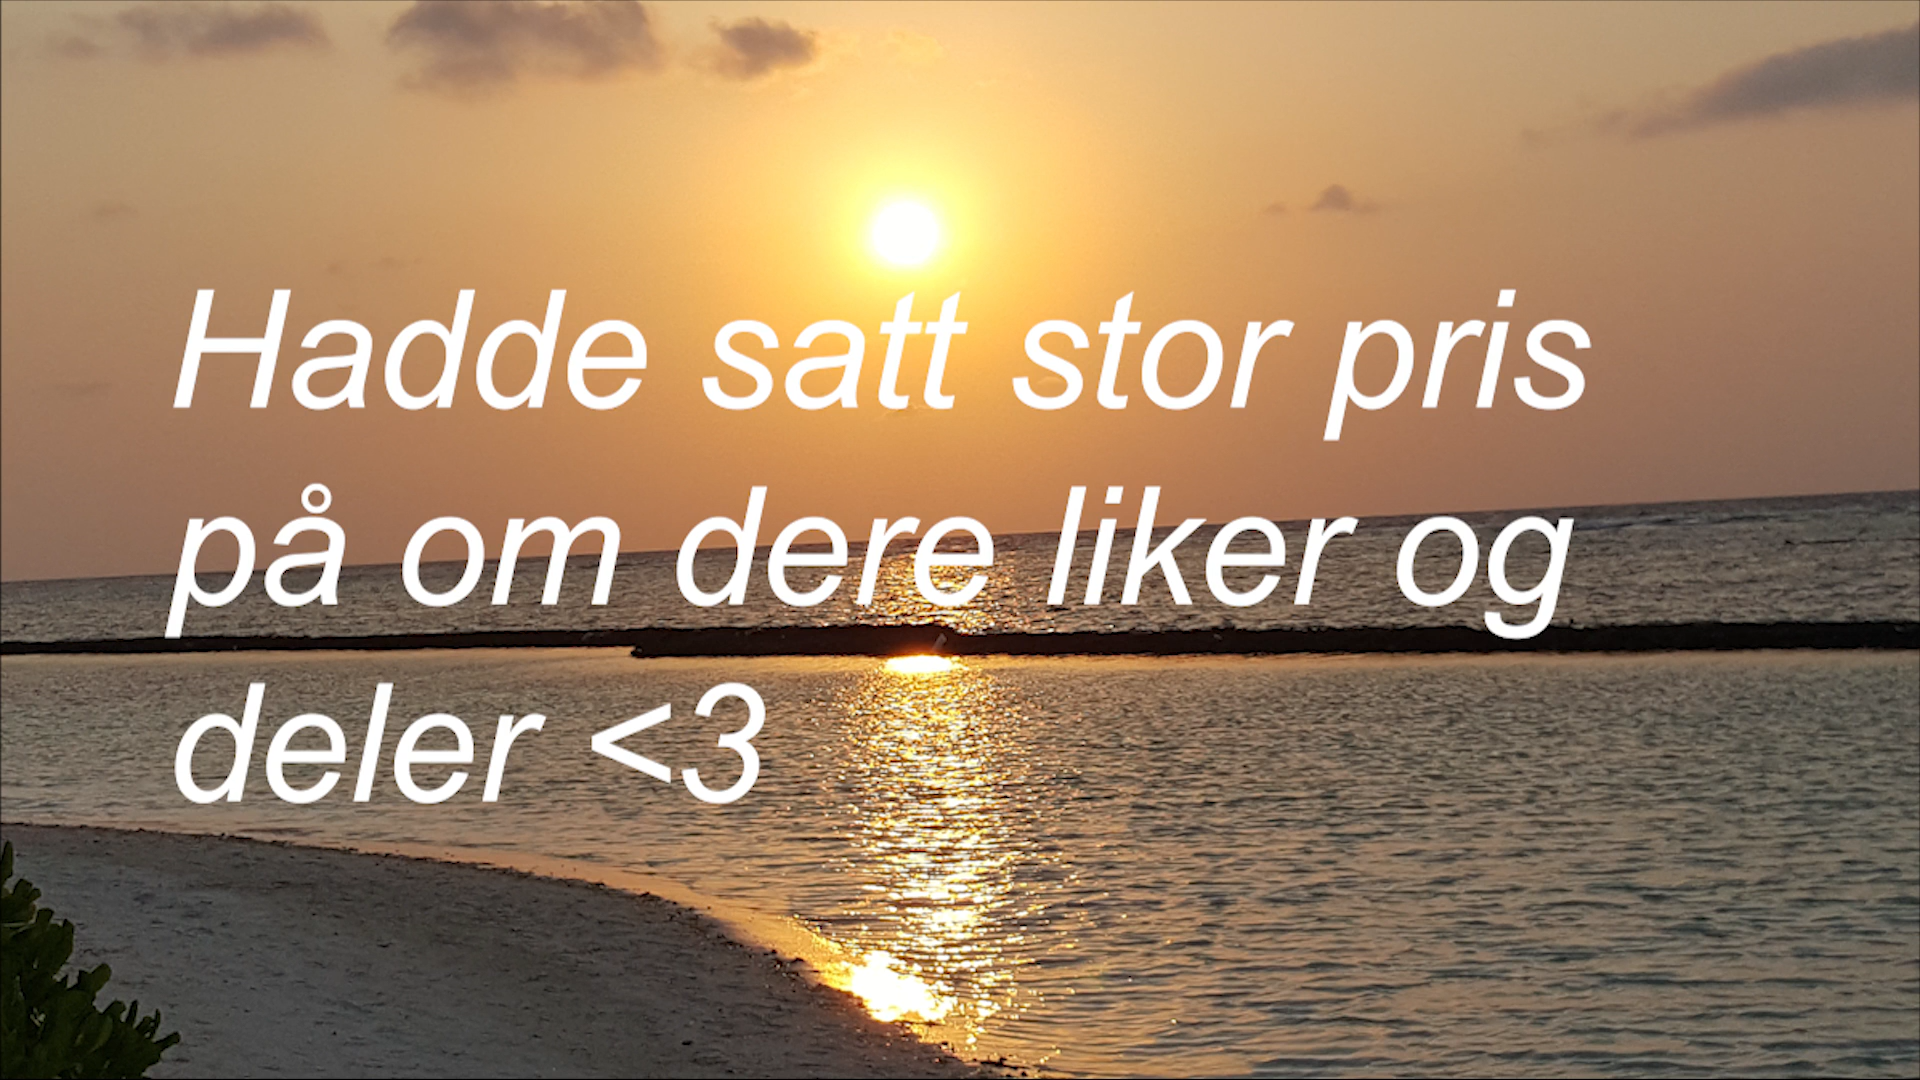 Hadde satt stor pris
på om dere liker og
deler <3